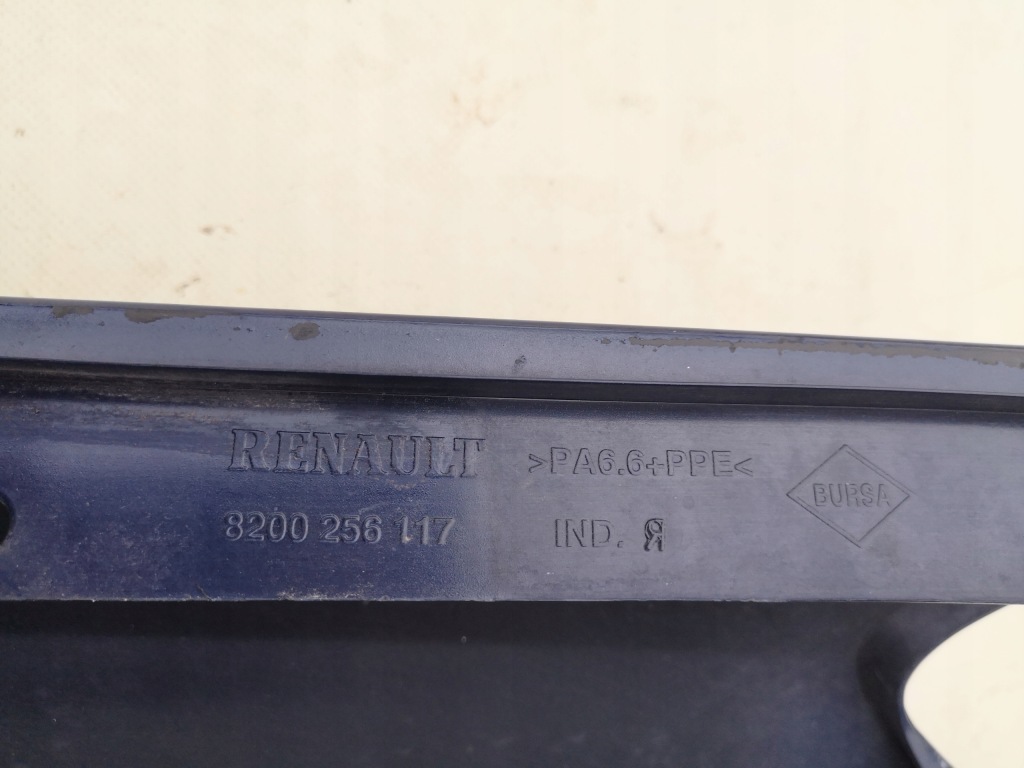 RENAULT
>PA6.6+PPE<
BURSA
8200 256 117
IND.